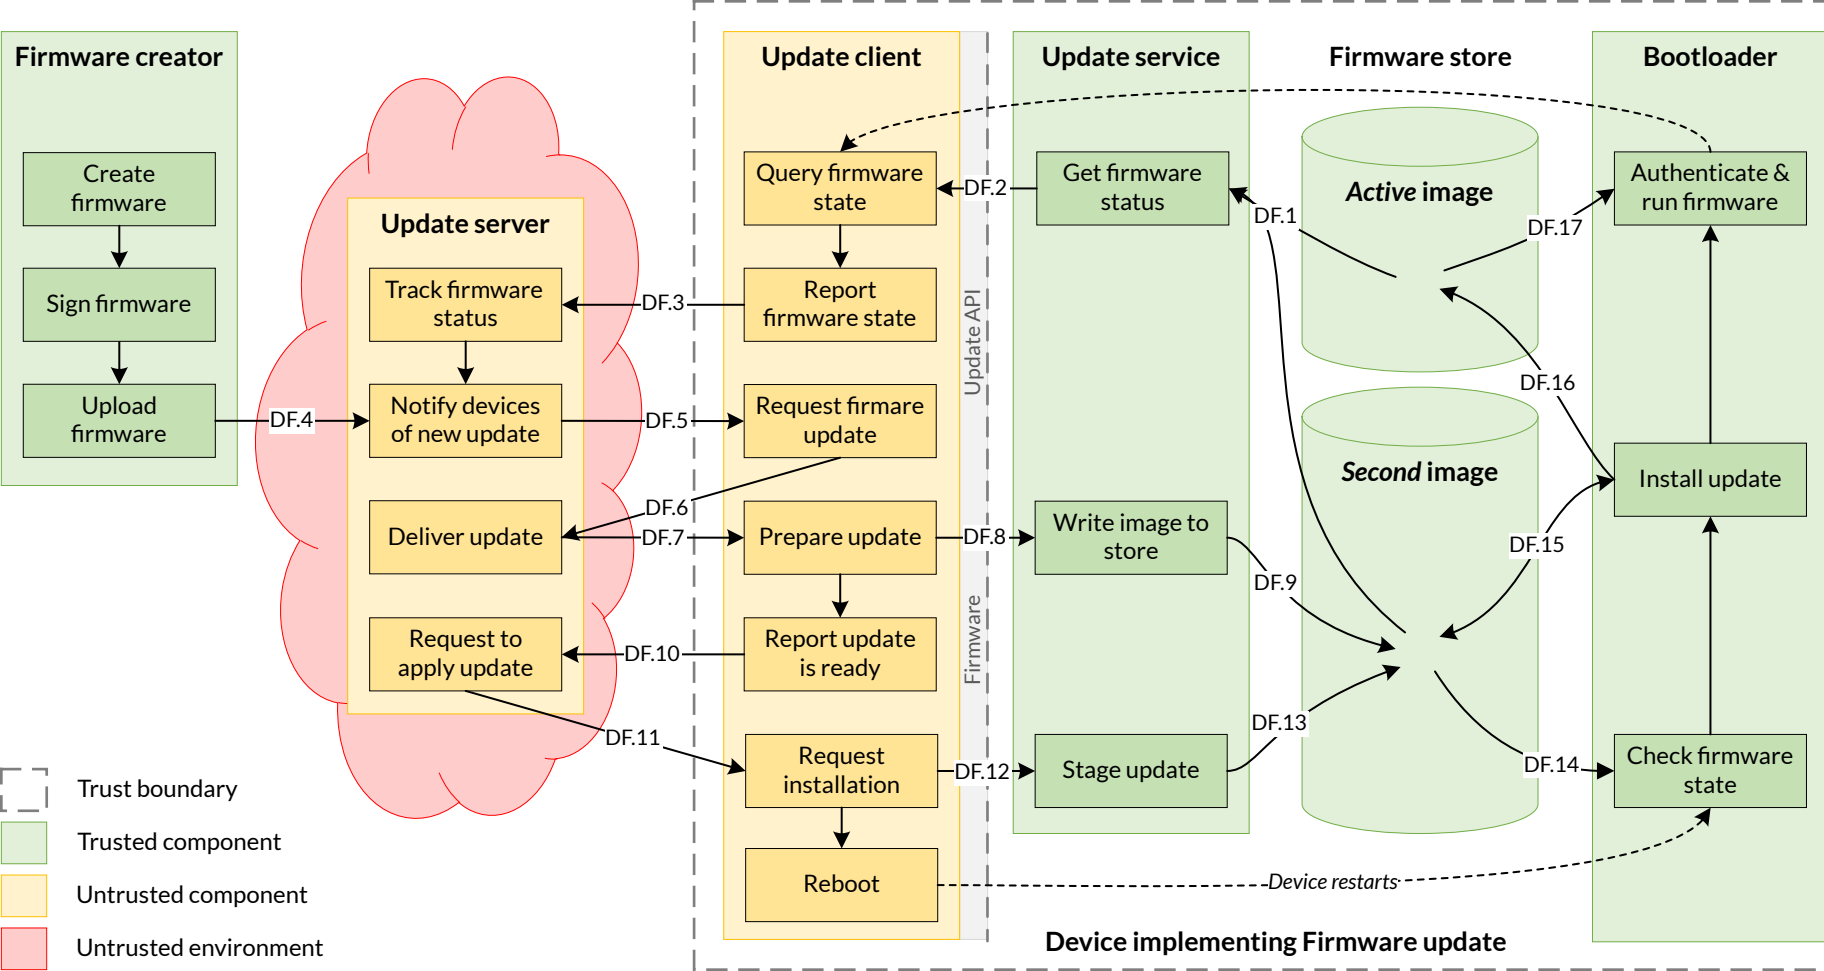 Firmware creator
Create
firmware
Sign firmware
Upload
firmware
DF.4
Update server
Track firmware
status
Notify devices
of new update
Deliver update
Request to
apply update
DF.3
DF.5
DF.6
DF.7
DF.10
DF.11
Update client
Query firmware
state
Report
firmware state
Request firmare
update
Prepare update
Report update
is ready
Request
installation
Reboot
Update API
Firmware
DF.2
DF.8
DF.12
Update service
Get firmware
status
Write image to
store
Stage update
DF.1
DF.9
DF.13
Firmware store
Active image
Second image
DF.17
DF.16
DF.15
DF.14
Bootloader
Authenticate &
run firmware
Install update
Check firmware
state
Device restarts
Device implementing Firmware update
Trust boundary
Trusted component
Untrusted component
Untrusted environment